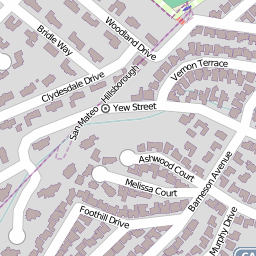 Woodland Drive
Bridle Way
Vernon Terrace
Clydesdale Drive
San Mateo
Hillsborough
Yew Street
Ashwood Court
Melissa Court
Barneson Avenue
Foothill Drive
Murphy Drive